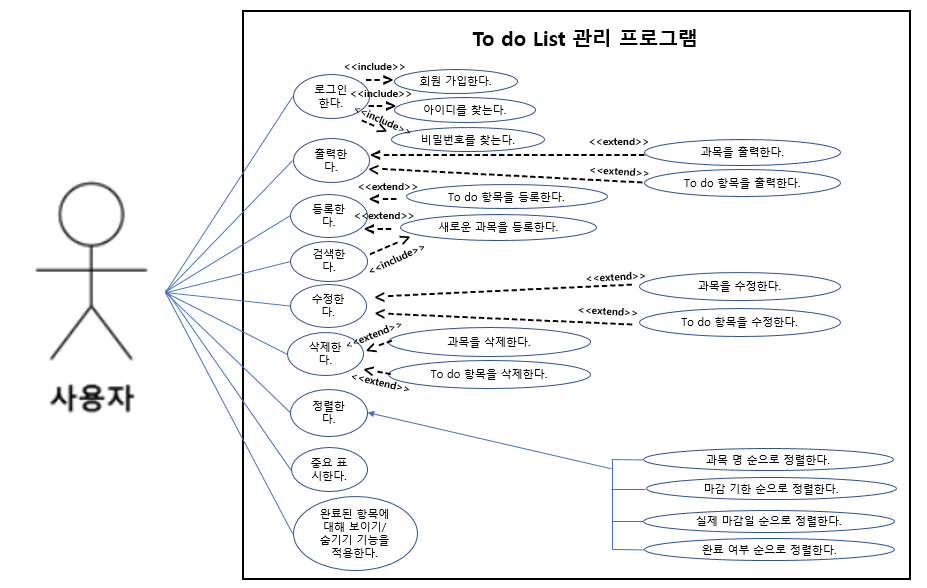 To do List 관리 프로그램
<<include>>
로그인
한다.
회원 가입한다.
<<include>>
아이디를 찾는다.
<<include>>
비밀번호를 찾는다.
<<extend>>
출력한
다.
과목을 출력한다.
<<extend>>
To do 항목을 출력한다.
<<extend>>
To do 항목을 등록한다.
등록한
다.
<<extend>>
새로운 과목을 등록한다.
검색한
다.
<<include>>
<<extend>>
수정한
다.
과목을 수정한다.
<<extend>>
To do 항목을 수정한다.
<<extend>>
삭제한
다.
과목을 삭제한다.
<<extend>>
To do 항목을 삭제한다.
사용자
정렬한
다.
중요 표
시한다.
과목 명 순으로 정렬한다.
마감 기한 순으로 정렬한다.
실제 마감일 순으로 정렬한다.
완료 여부 순으로 정렬한다.
완료된 항목에
대해 보이기/
숨기기 기능을
적용한다.